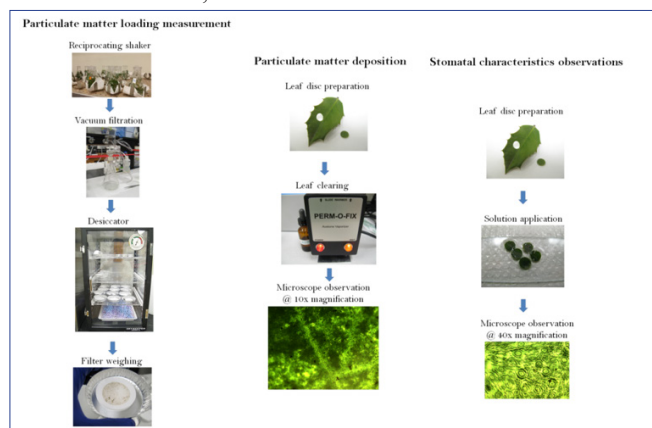 Particulate matter loading measurement
Reciprocating shaker
Vacuum filtration
Desiccator
Filter weighing
Particulate matter deposition
Leaf disc preparation
Leaf clearing
PERM-O-FIX
Microscope observation
@ 10x magnification
Stomatal characteristics observations
Leaf disc preparation
Solution application
Microscope observation
@ 40x magnification